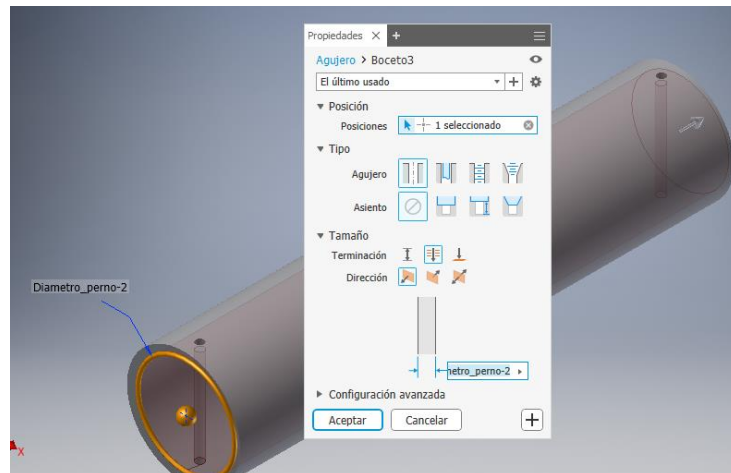 Propiedades × +
Agujero > Boceto3
El último usado
Posición
Posiciones 1 seleccionado
Tipo
Agujero
Asiento
Tamaño
Terminación
Dirección
Diametro_perno-2
netro_perno-2
Configuración avanzada
Aceptar Cancelar +
x